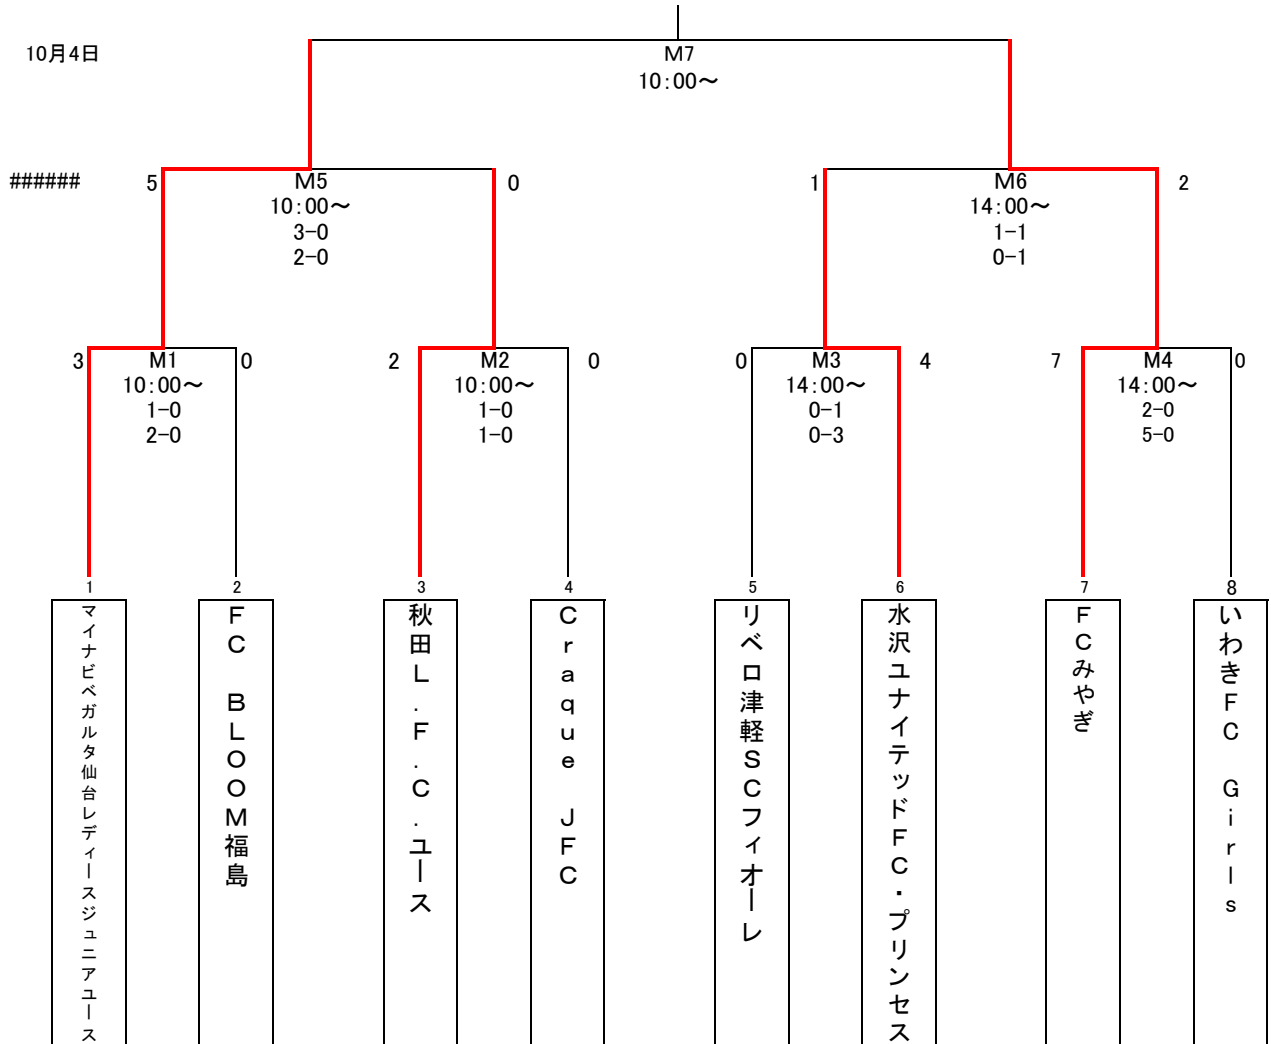 10月4日
M7
10:00～
######
5
M5
0
10:00～
3-0
2-0
1
M6
2
14:00～
1-1
0-1
3
M1
0
10:00～
1-0
2-0
2
M2
0
10:00～
1-0
1-0
0
M3
4
14:00～
0-1
0-3
7
M4
0
14:00～
2-0
5-0
1
マイナビベガルタ仙台レディースジュニアユース
2
ＦＣ　ＢＬＯＯＭ福島
3
秋田Ｌ．Ｆ．Ｃ．ユース
4
Ｃｒａｑｕｅ　ＪＦＣ
5
リベロ津軽ＳＣフィオーレ
6
水沢ユナイテッドＦＣ・プリンセス
7
ＦＣみやぎ
8
いわきＦＣ　Ｇｉｒｌｓ